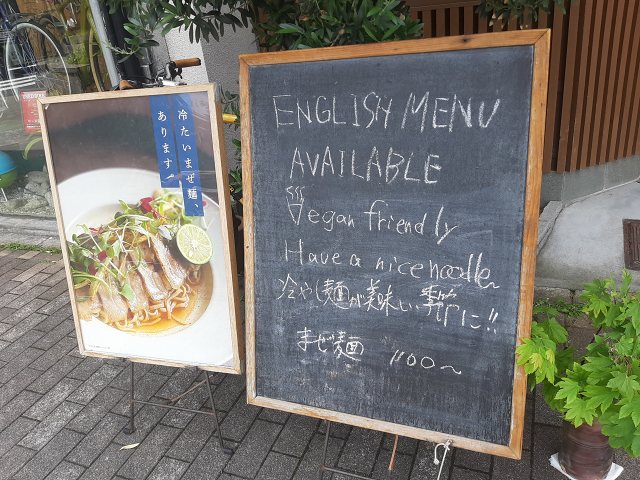 冷たいまぜ麺、
あります！
ENGLISH MENU
AVAILABLE
Vegan friendly
Have a nice noodle~
冷やし麺が美味い季節に!!
まぜ麺 1100〜